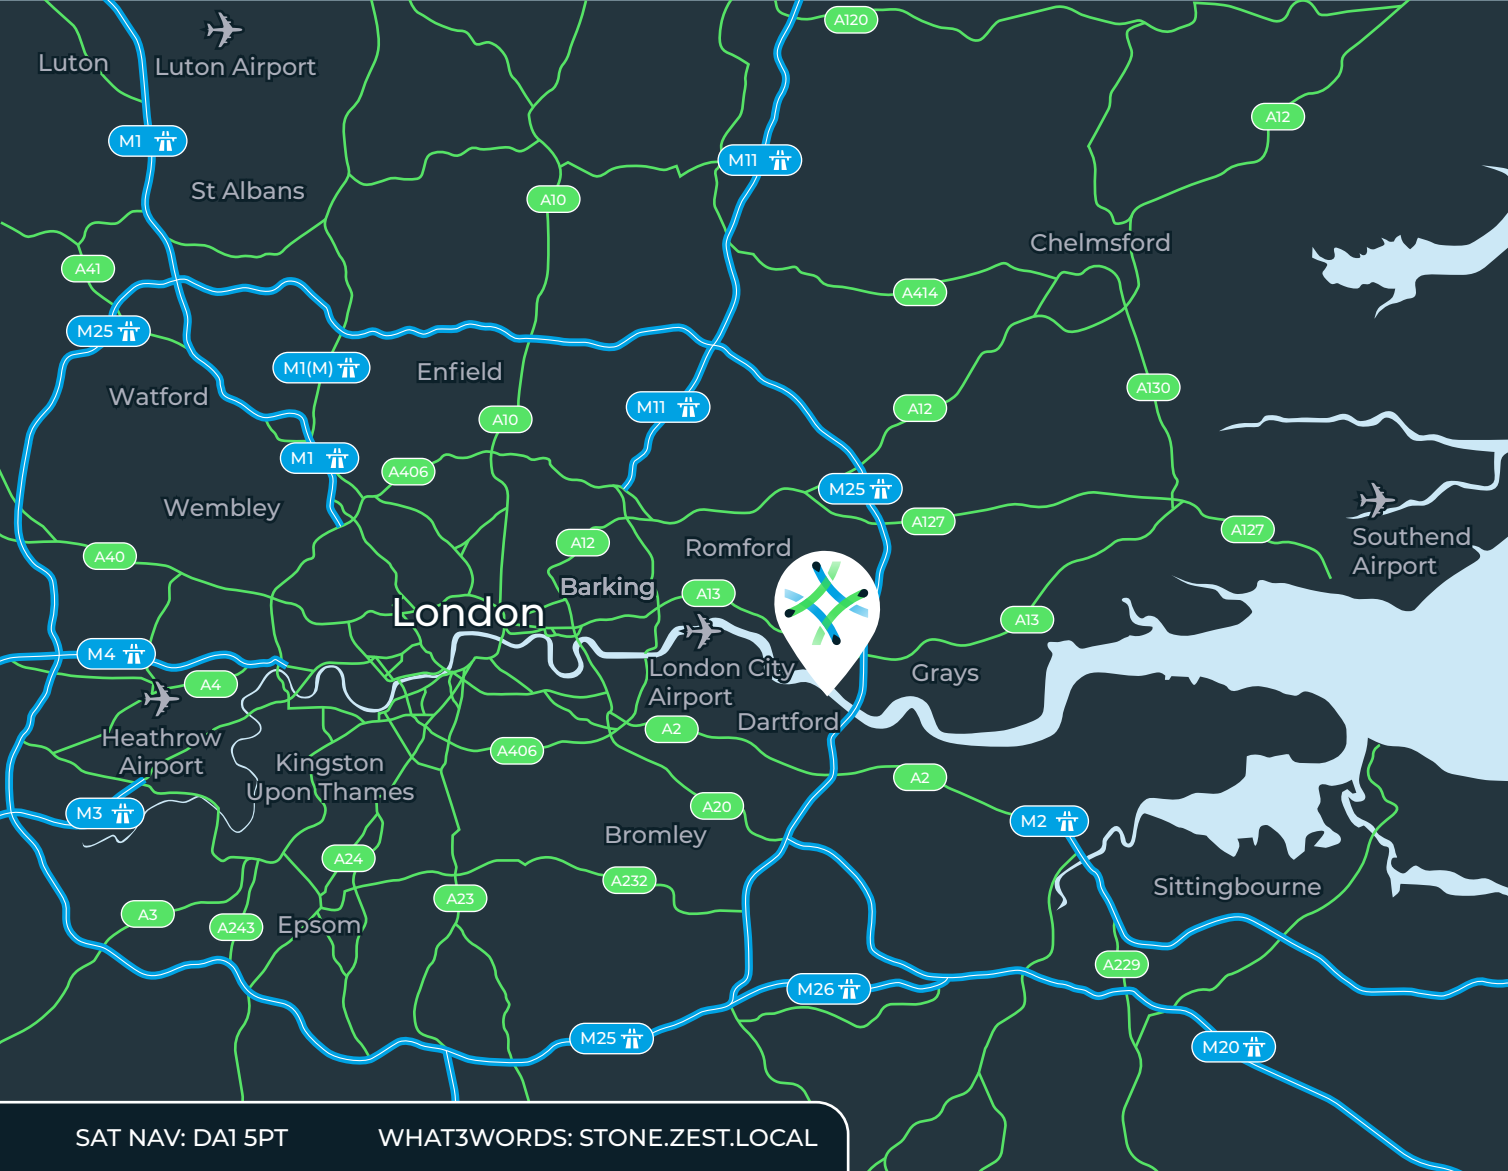 A120
Luton
Luton Airport
A12
M1
M11
St Albans
A10
Chelmsford
A41
A414
M25
M1(M)
Enfield
A130
Watford
M11
A12
A10
M1
A406
M25
Wembley
A127
A127
A12
Romford
Southend
Airport
A40
Barking
A13
London
A13
M4
London City
Airport
Grays
A4
Dartford
A2
Heathrow
Airport
A406
Kingston
Upon Thames
A2
M3
A20
M2
Bromley
A24
A232
Sittingbourne
A23
A3
A243
Epsom
A229
M26
M25
M20
SAT NAV: DA1 5PT
WHAT3WORDS: STONE.ZEST.LOCAL